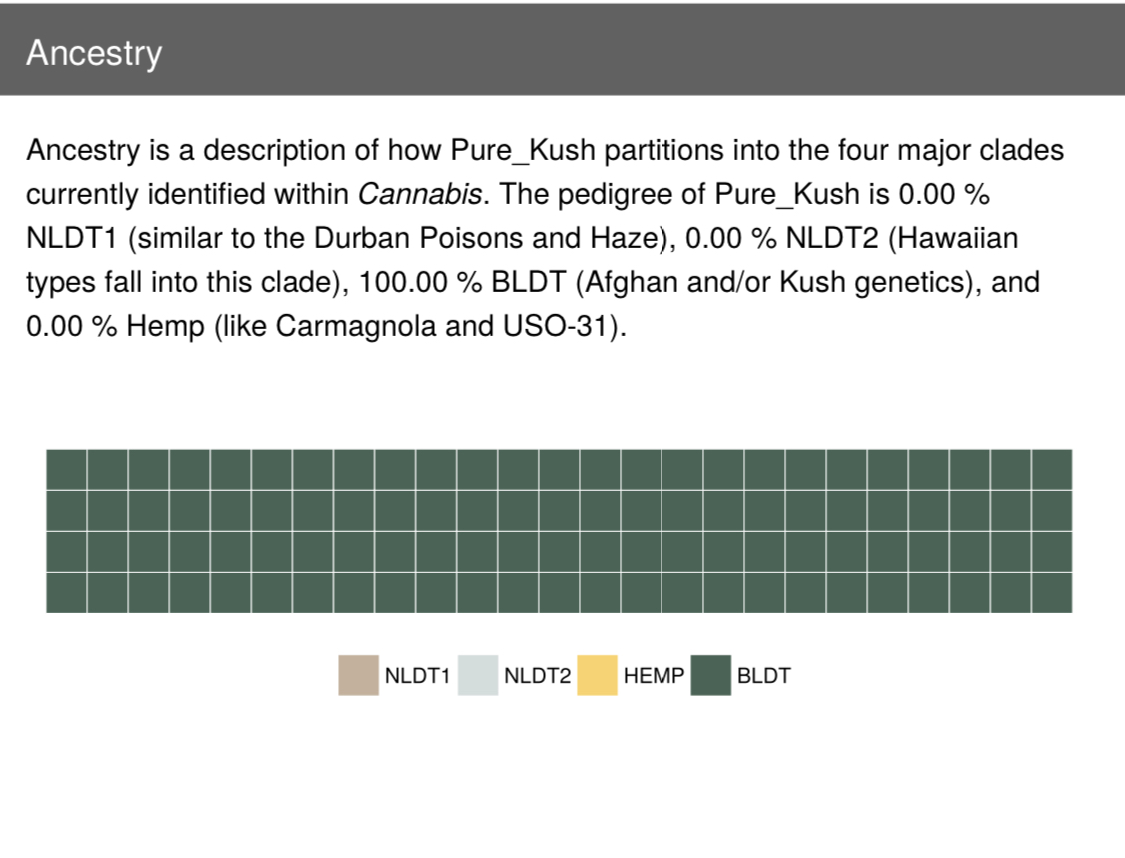 Ancestry
Ancestry is a description of how Pure_Kush partitions into the four major clades
currently identified within Cannabis. The pedigree of Pure_Kush is 0.00 %
NLDT1 (similar to the Durban Poisons and Haze), 0.00 % NLDT2 (Hawaiian
types fall into this clade), 100.00 % BLDT (Afghan and/or Kush genetics), and
0.00 % Hemp (like Carmagnola and USO-31).
NLDT1 NLDT2 HEMP BLDT